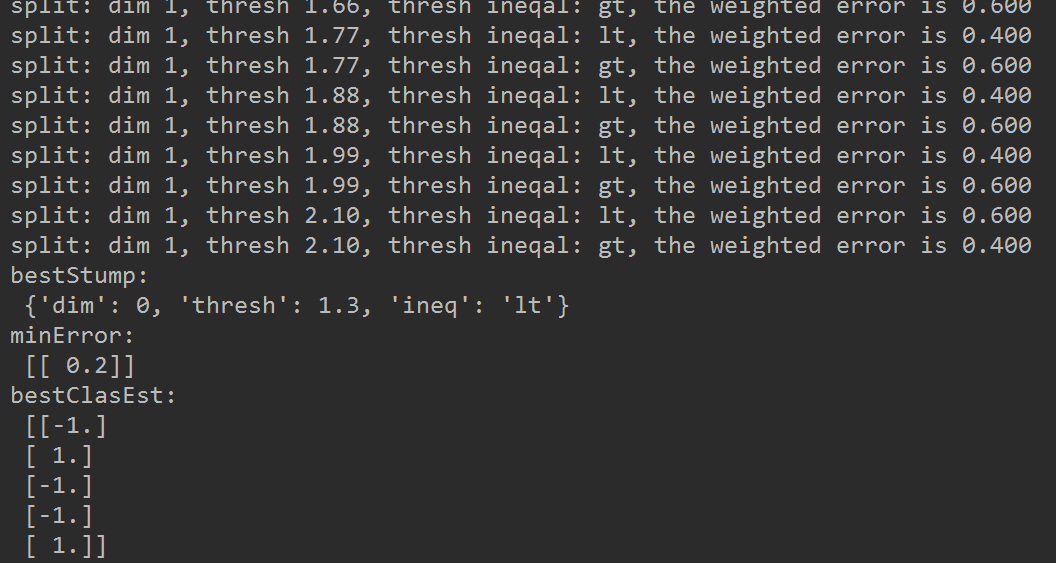 split: dim 1, thresh 1.66, thresh ineqal: gt, the weighted error is 0.600
split: dim 1, thresh 1.77, thresh ineqal: lt, the weighted error is 0.400
split: dim 1, thresh 1.77, thresh ineqal: gt, the weighted error is 0.600
split: dim 1, thresh 1.88, thresh ineqal: lt, the weighted error is 0.400
split: dim 1, thresh 1.88, thresh ineqal: gt, the weighted error is 0.600
split: dim 1, thresh 1.99, thresh ineqal: lt, the weighted error is 0.400
split: dim 1, thresh 1.99, thresh ineqal: gt, the weighted error is 0.600
split: dim 1, thresh 2.10, thresh ineqal: lt, the weighted error is 0.600
split: dim 1, thresh 2.10, thresh ineqal: gt, the weighted error is 0.400
bestStump:
 {'dim': 0, 'thresh': 1.3, 'ineq': 'lt'}
minError:
 [[ 0.2]]
bestClasEst:
 [[-1.]
 [ 1.]
 [-1.]
 [-1.]
 [ 1.]]